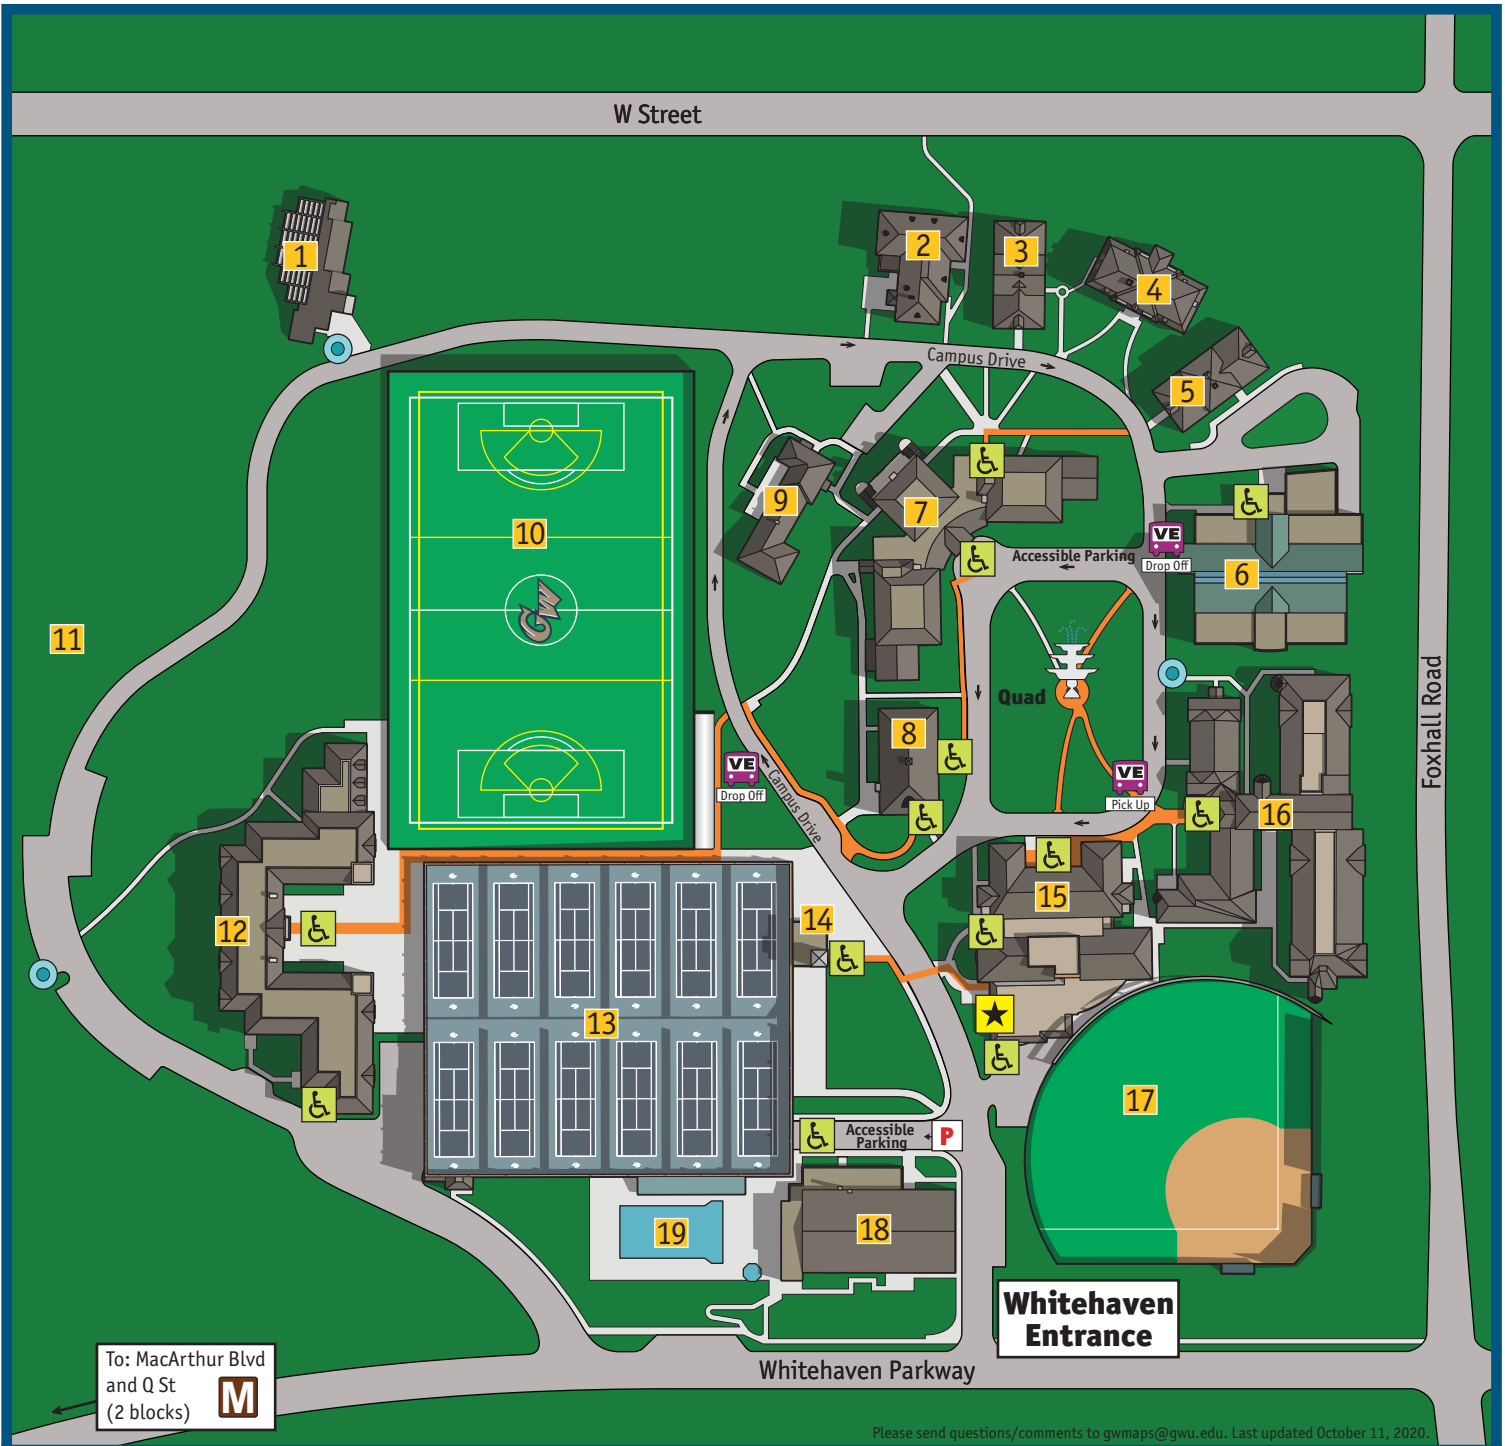 W Street
1
2
3
4
Campus Drive
5
9
7
10
Accessible Parking
VE
Drop Off
6
11
Quad
Foxhall Road
GW
8
VE
Drop Off
Campus Drive
VE
Pick Up
16
15
12
14
13
17
Accessible
Parking
P
19
18
Whitehaven
Entrance
To: MacArthur Blvd
and Q St
(2 blocks)
M
Whitehaven Parkway
Please send questions/comments to gwmaps@gwu.edu. Last updated October 11, 2020.